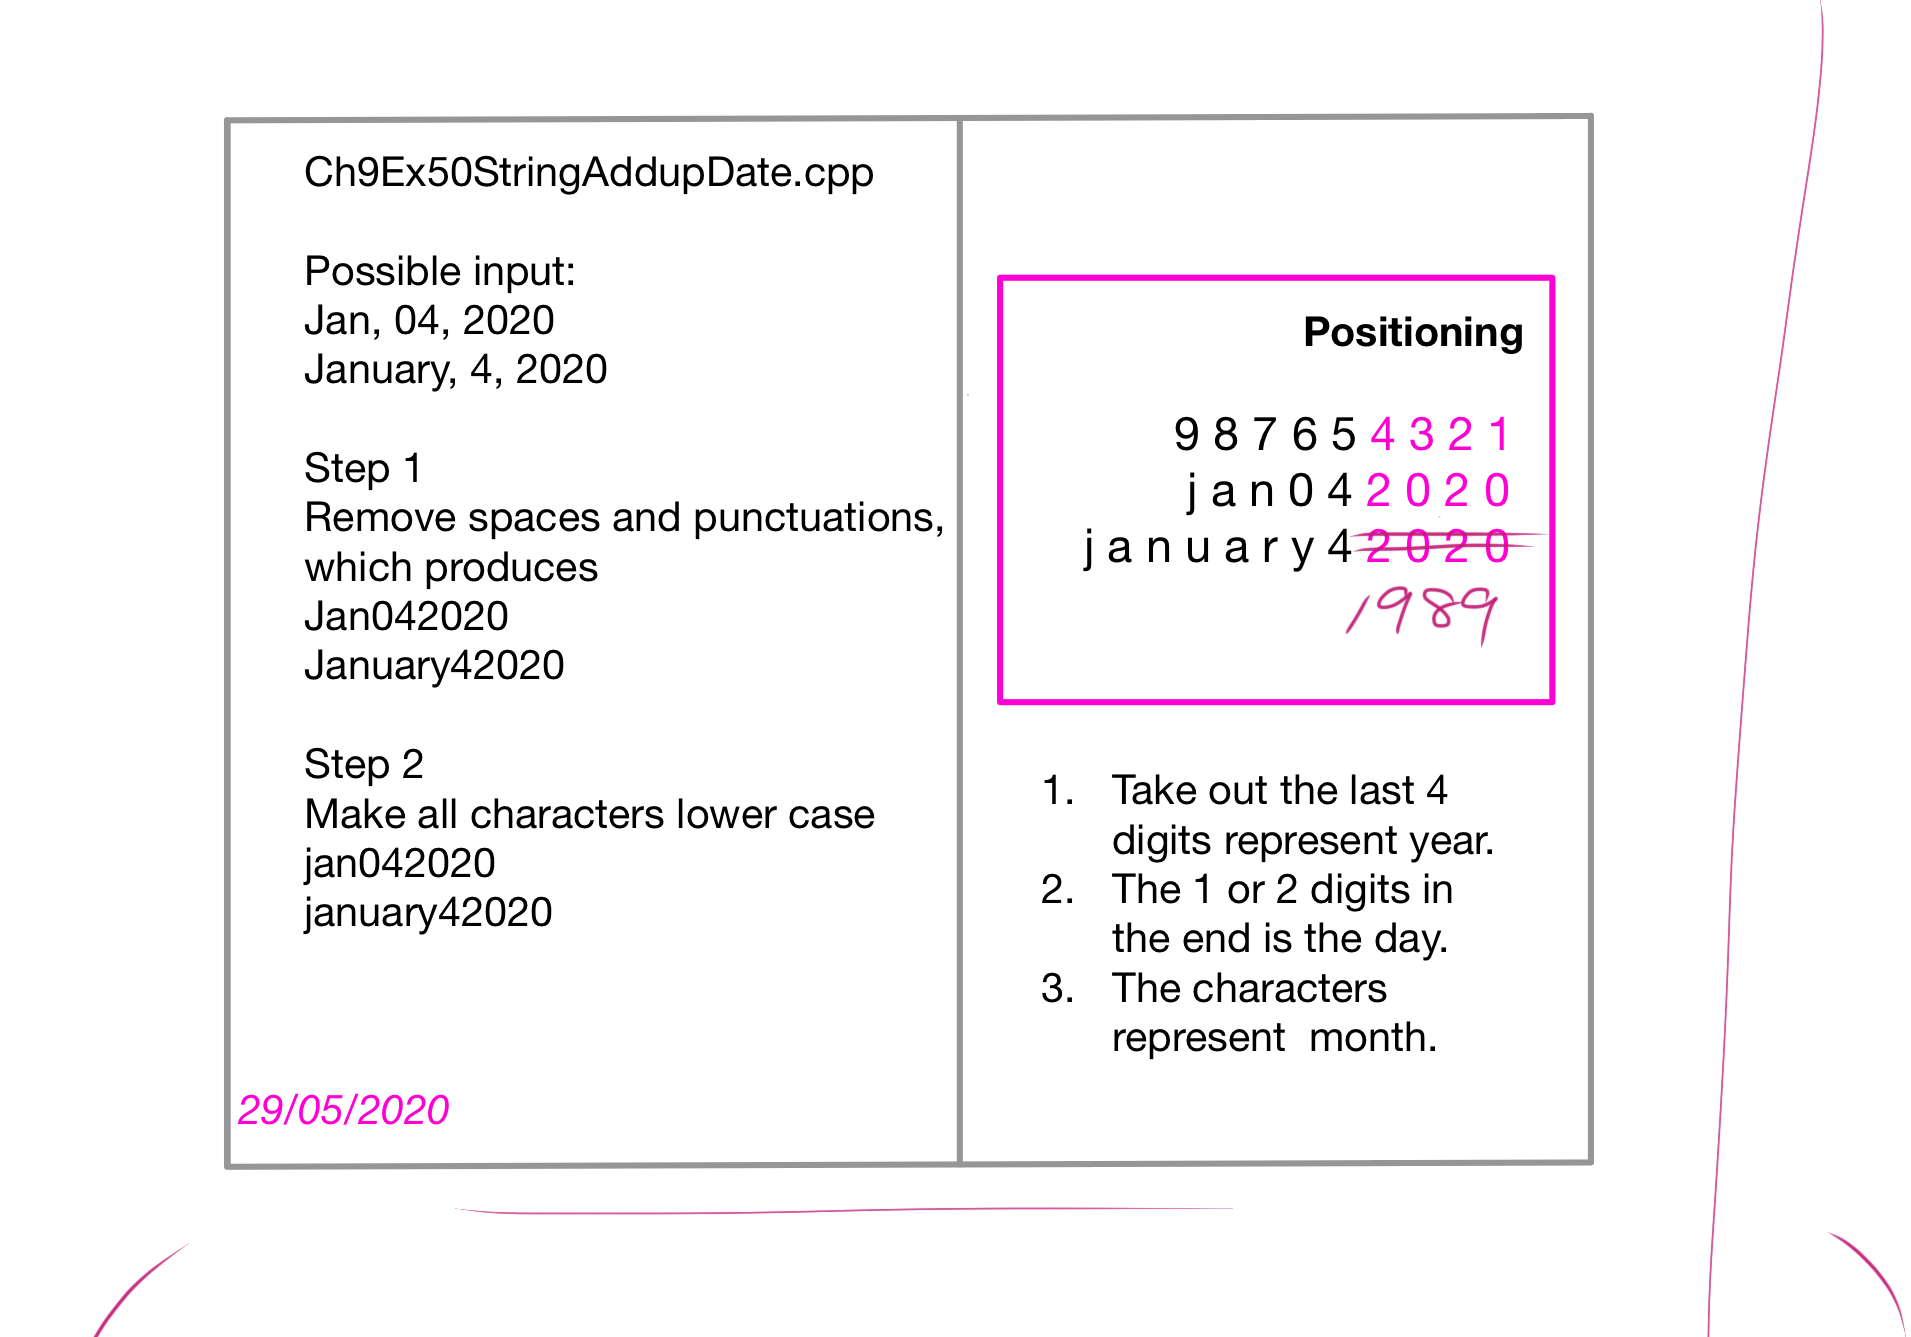 Ch9Ex50StringAddupDate.cpp
Possible input:
Jan, 04, 2020
January, 4, 2020
Step 1
Remove spaces and punctuations,
which produces
Jan042020
January42020
Step 2
Make all characters lower case
jan042020
january42020
29/05/2020
Positioning
9 8 7 6 5 4 3 2 1
j a n 0 4 2 0 2 0
j a n u a r y 4 2 0 2 0
1989
1. Take out the last 4
digits represent year.
2. The 1 or 2 digits in
the end is the day.
3. The characters
represent  month.